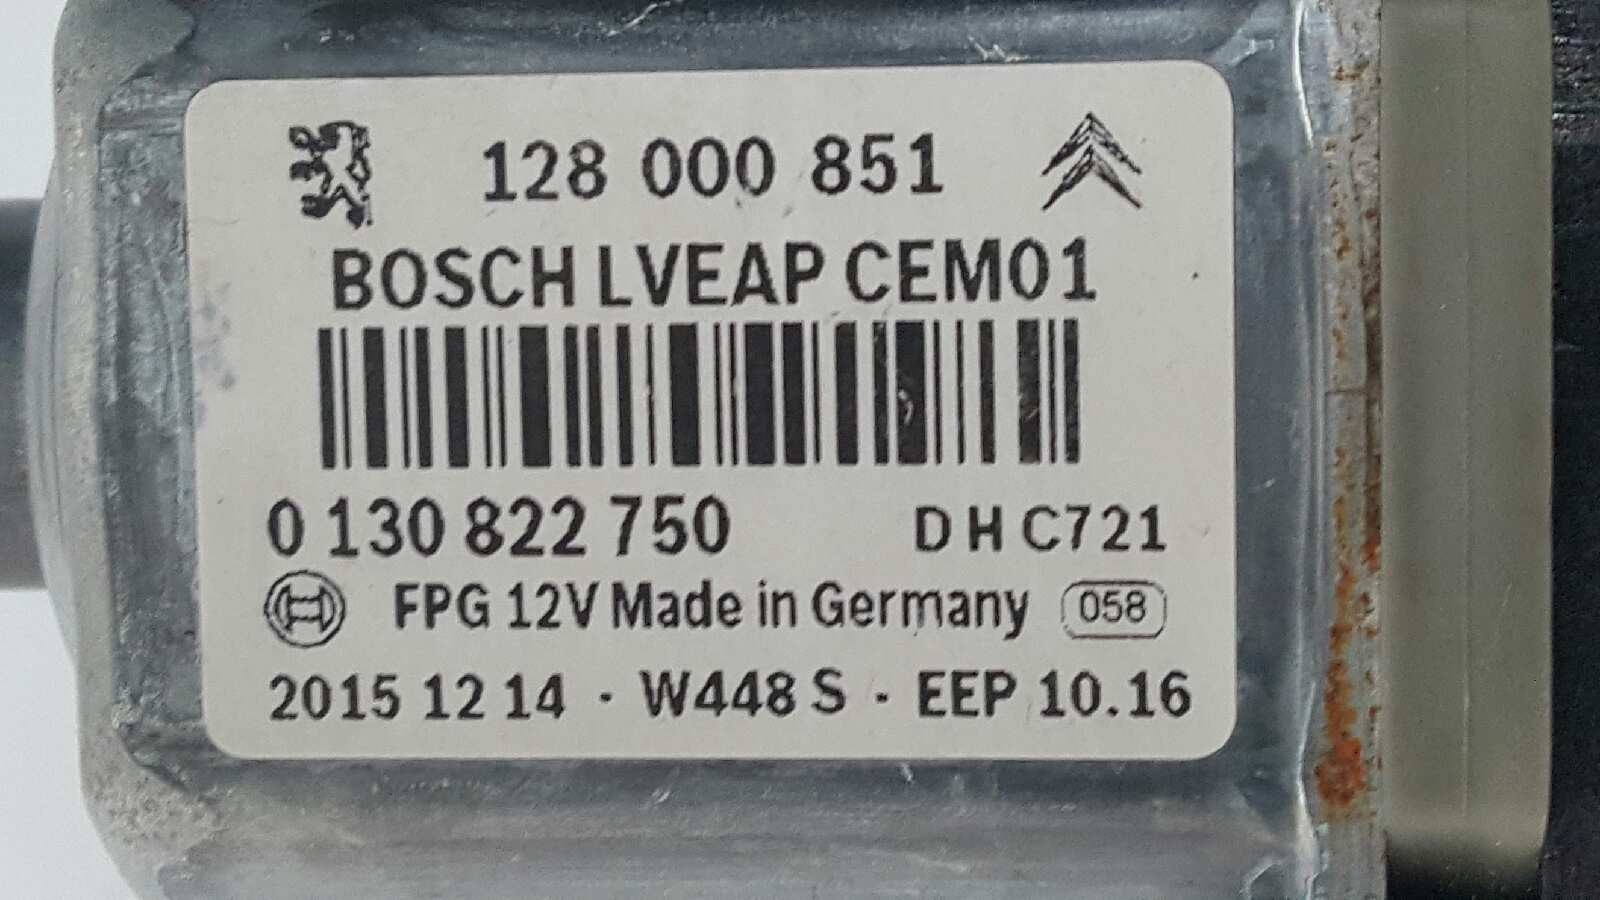 128 000 851
BOSCH LVEAP CEM01
0 130 822 750 DH C721
FPG 12V Made in Germany 058
2015 12 14 · W448 S · EEP 10.16